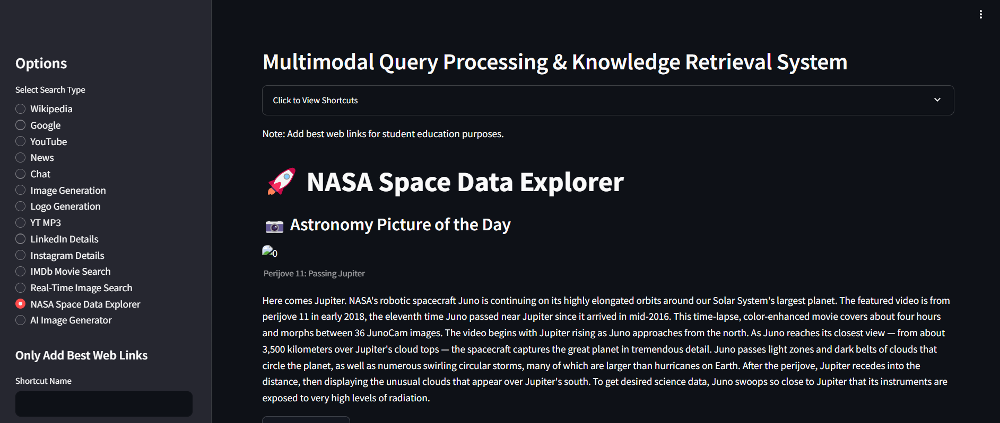 Options
Select Search Type
Wikipedia
Google
YouTube
News
Chat
Image Generation
Logo Generation
YT MP3
LinkedIn Details
Instagram Details
IMDb Movie Search
Real-Time Image Search
NASA Space Data Explorer
AI Image Generator
Only Add Best Web Links
Shortcut Name
Multimodal Query Processing & Knowledge Retrieval System
Click to View Shortcuts
Note: Add best web links for student education purposes.
NASA Space Data Explorer
Astronomy Picture of the Day
0
Perijove 11: Passing Jupiter
Here comes Jupiter. NASA's robotic spacecraft Juno is continuing on its highly elongated orbits around our Solar System's largest planet. The featured video is from
perijove 11 in early 2018, the eleventh time Juno passed near Jupiter since it arrived in mid-2016. This time-lapse, color-enhanced movie covers about four hours
and morphs between 36 JunoCam images. The video begins with Jupiter rising as Juno approaches from the north. As Juno reaches its closest view — from about
3,500 kilometers over Jupiter's cloud tops — the spacecraft captures the great planet in tremendous detail. Juno passes light zones and dark belts of clouds that
circle the planet, as well as numerous swirling circular storms, many of which are larger than hurricanes on Earth. After the perijove, Jupiter recedes into the
distance, then displaying the unusual clouds that appear over Jupiter's south. To get desired science data, Juno swoops so close to Jupiter that its instruments are
exposed to very high levels of radiation.